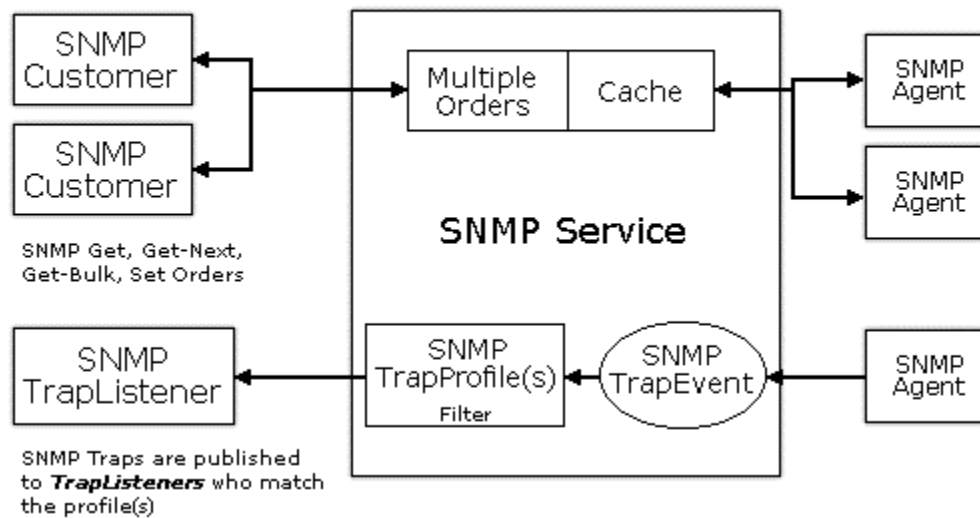 SNMP
Customer
SNMP
Customer
SNMP Get, Get-Next,
Get-Bulk, Set Orders
SNMP
TrapListener
SNMP Traps are published
to TrapListeners who match
the profile(s)
Multiple
Orders
Cache
SNMP Service
SNMP
TrapProfile(s)
Filter
SNMP
TrapEvent
SNMP
Agent
SNMP
Agent
SNMP
Agent